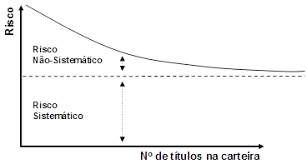 Risco
Risco
Não-Sistemático
Risco
Sistemático
Nº de títulos na carteira